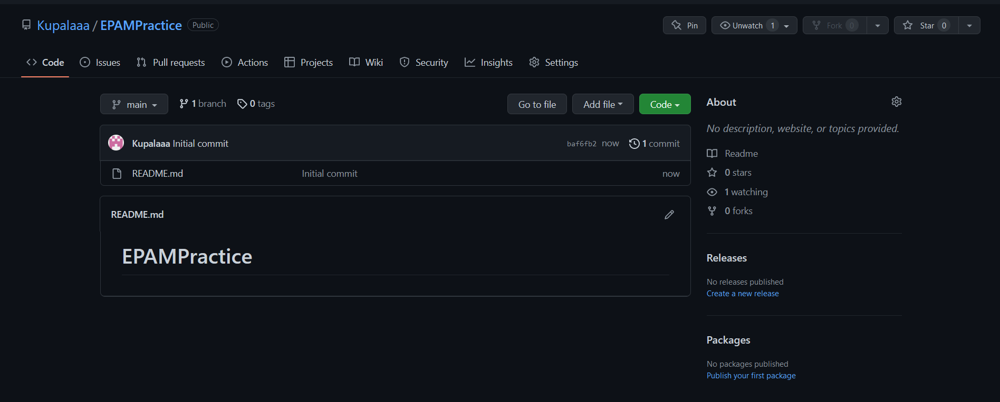 Kupalaaa / EPAMPractice Public
Pin Unwatch 1 Fork 0 Star 0
Code Issues Pull requests Actions Projects Wiki Security Insights Settings
main 1 branch 0 tags Go to file Add file Code
Kupalaaa Initial commit baf6fb2 now 1 commit
README.md Initial commit now
README.md
EPAMPractice
About
No description, website, or topics provided.
Readme
0 stars
1 watching
0 forks
Releases
No releases published
Create a new release
Packages
No packages published
Publish your first package